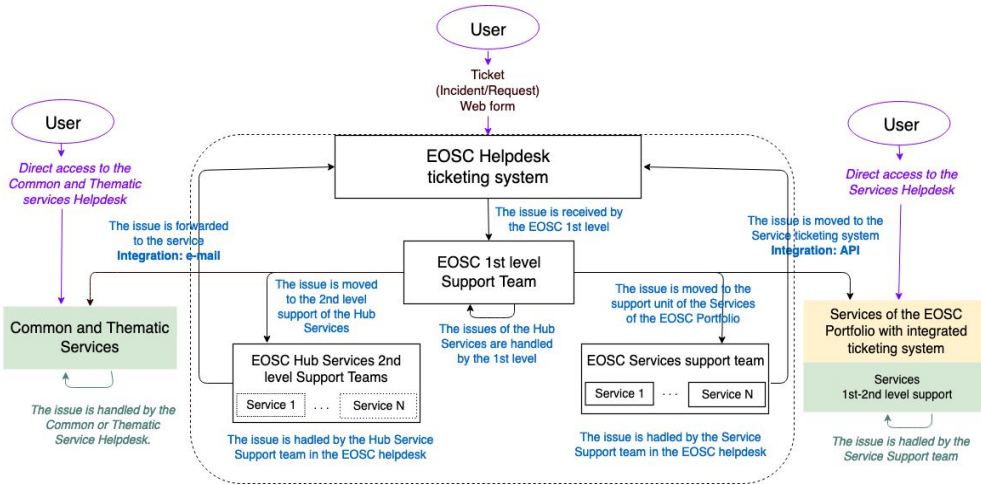 User
Ticket
(Incident/Request)
Web form
User
Direct access to the
Common and Thematic
services Helpdesk
User
Direct access to the
Services Helpdesk
EOSC Helpdesk
ticketing system
The issue is received by
the EOSC 1st level
The issue is forwarded
to the service
Integration: e-mail
The issue is moved to the
Service ticketing system
Integration: API
EOSC 1st level
Support Team
The issue is moved
to the 2nd level
support of the Hub
Services
The issues of the Hub
Services are handled
by the 1st level
The issue is moved to the
support unit of the Services
of the EOSC Portfolio
Common and Thematic
Services
The issue is handled by the
Common or Thematic
Service Helpdesk.
EOSC Hub Services 2nd
level Support Teams
Service 1 . . . Service N
The issue is hadled by the Hub Service
Support team in the EOSC helpdesk
EOSC Services support team
Service 1 . . . Service N
The issue is hadled by the Service
Support team in the EOSC helpdesk
Services of the EOSC
Portfolio with integrated
ticketing system
Services
1st-2nd level support
The issue is hadled by the
Service Support team